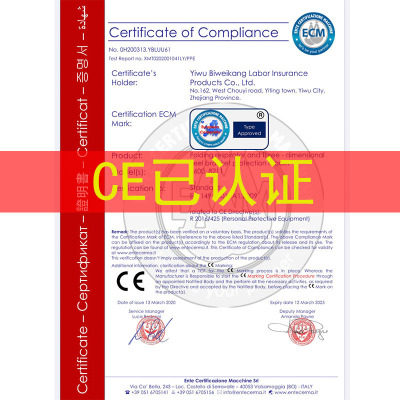 شهادة
Certificate – Сертификат – 證明書 – Certificat – 증명서
Certificate of Compliance
No. 0H200313.YBLUU61
Test Report no. XMT0202001041LY/PPE
Certificate's
Holder:
Yiwu Biweikang Labor Insurance
Products Co., Ltd.
No.162, West Chouyi road, Yiting town, Yiwu City,
Zhejiang Province.
Certification ECM
Mark:
Type
Approved
ENTE CERTIFICAZIONE MACCHINE
ECM
Product:
Folding and three - dimensional
CE已认证
Standard
R 2016/425 (Personal Protective Equipment)
Remark: The product(s) has been verified on a voluntary basis. The product(s) satisfies the requirements of
the Certification Mark of ECM, in reference to the above listed Standard(s). The above Compliance Mark
can be affixed on the product(s) accordingly to the ECM regulation about its release and its use. The
regulation can be found at www.entecerma.it. This Certificate of Compliance can be checked for validity
at www.entecerma.it
This verification doesn't imply assessment of the production of the product(s).
Additional information, clarification about the CE Marking:
CE
We attest that a TCF for the CE Marking process is in place. Whereas the
Manufacturer is Responsible to start the CE Marking Certification Procedure through
an appointed Notified Body and perform all the necessary activities, as required
by the Directive and accepted by the Notified Body, before placing the CE Mark on
the product.
Date of issue 13 March 2020
Expiry date 12 March 2025
Service Manager
Luca Bedonni
Deputy Manager
Amanda Payne
Ente Certificazione Macchine Srl
Via Ca' Bella, 243 – Loc. Castello di Serravalle – 40053 Valsamoggia (BO) - ITALY
☎ +39 051 6705141 +39 051 6705156 info@entecerma.it www.entecerma.it